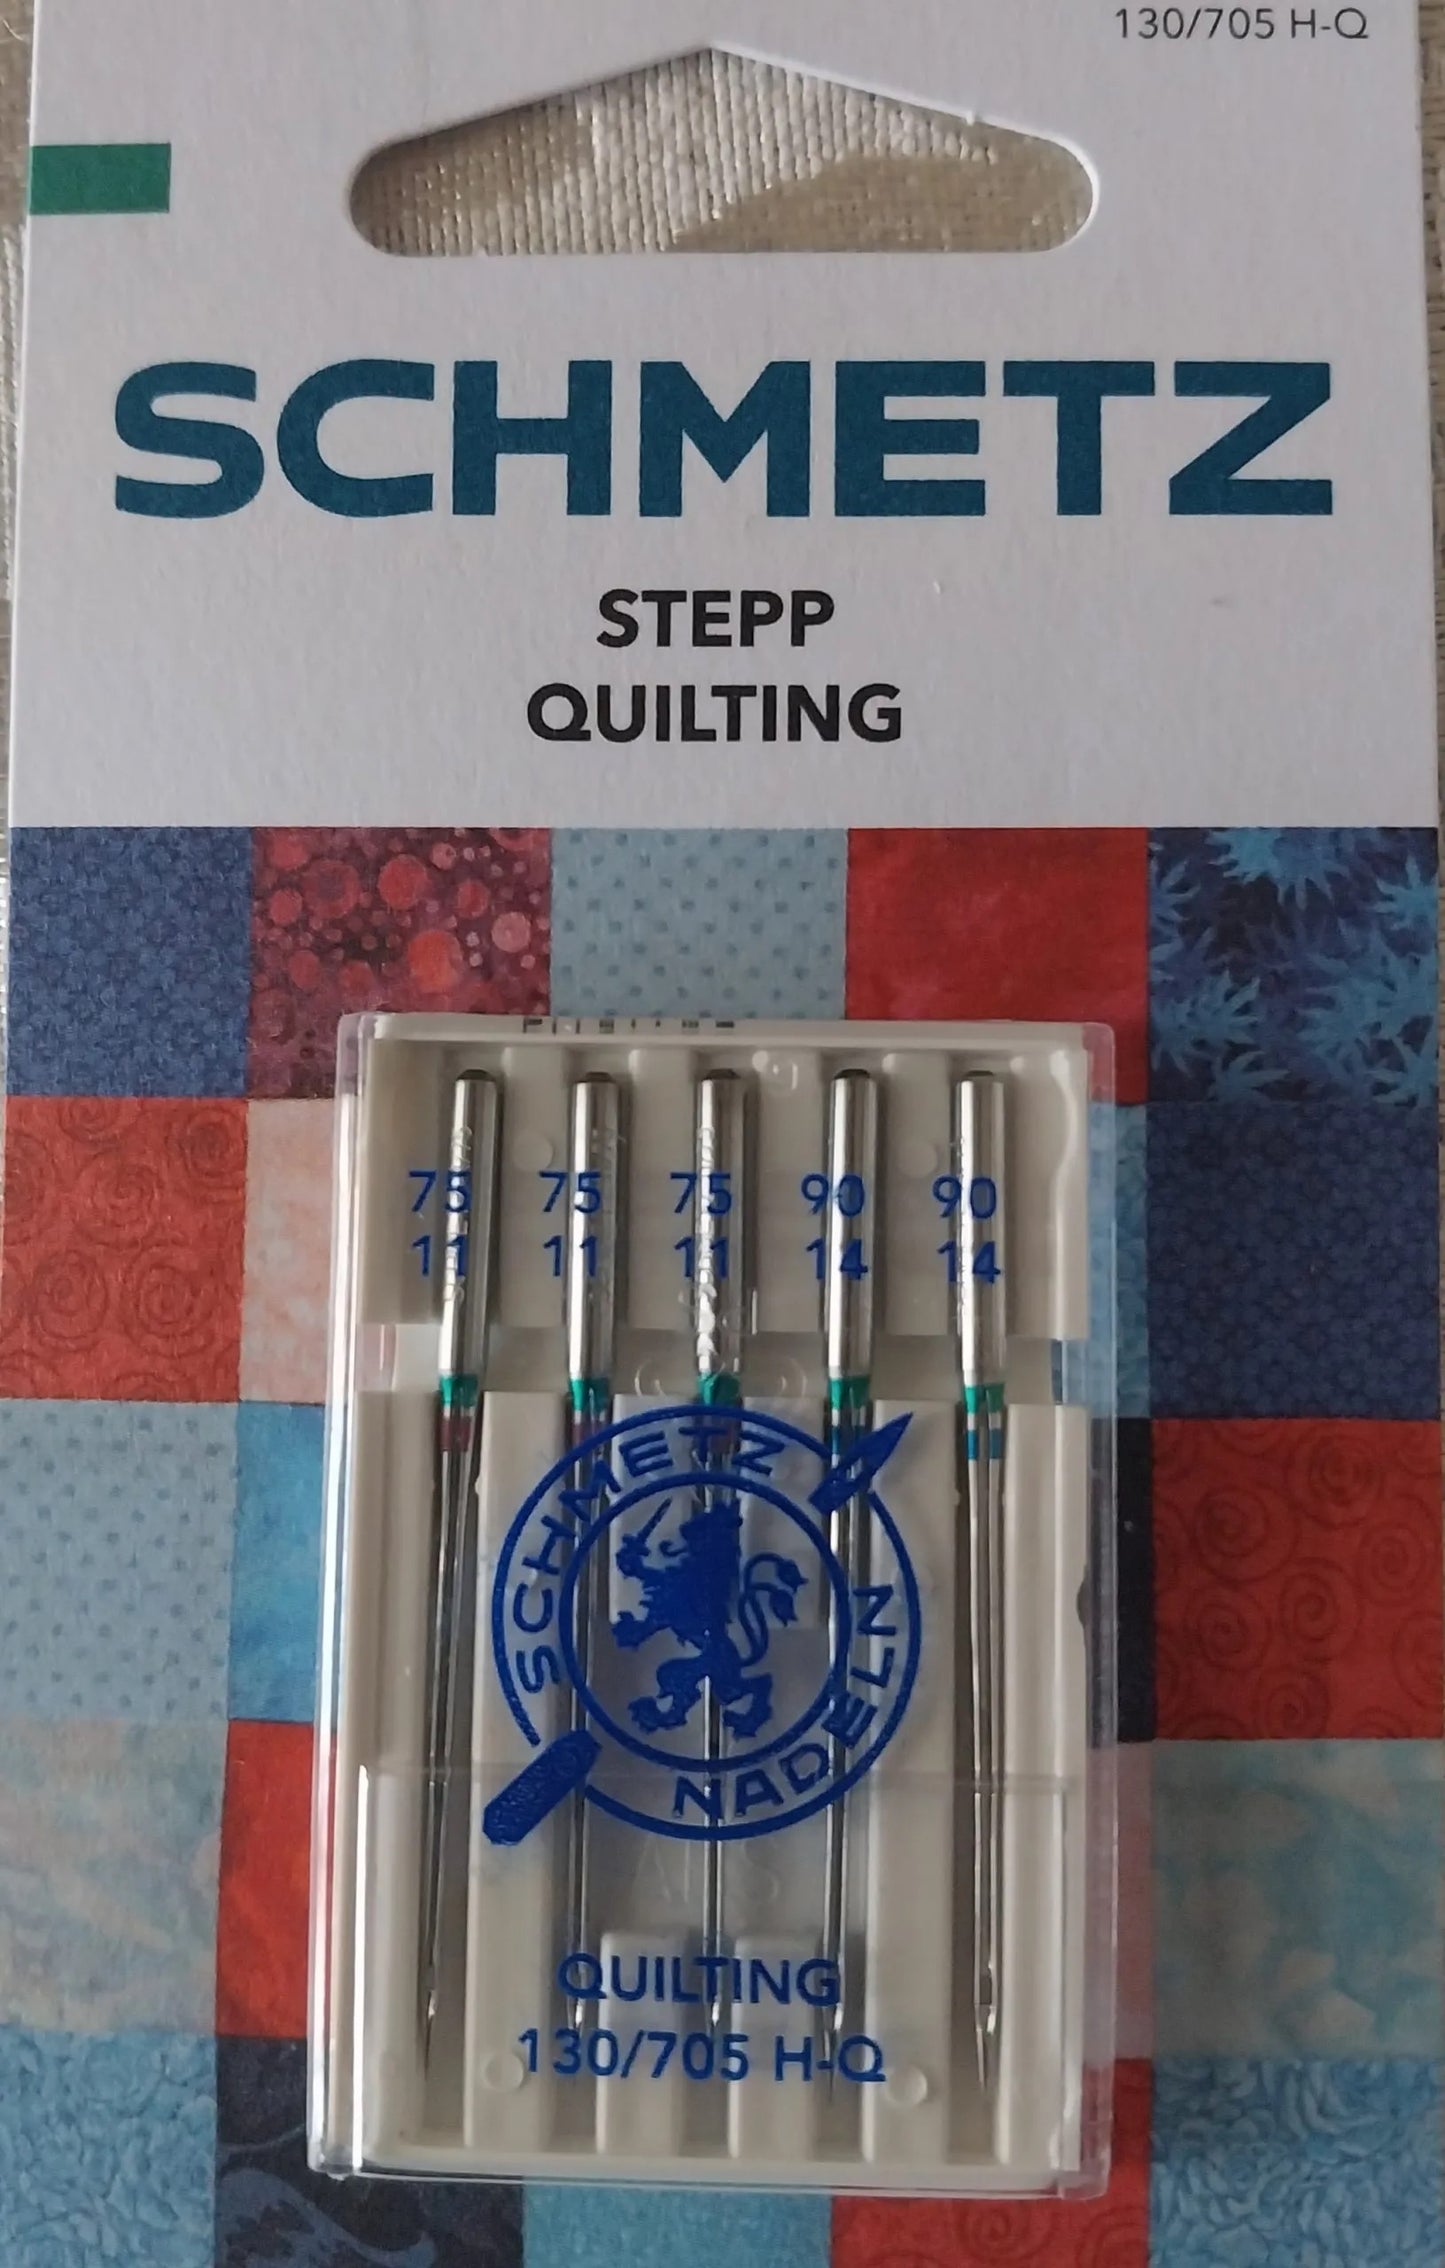 130/705 H-Q
SCHMETZ
STEPP
QUILTING
75 75 75 90 90
11 11 11 14 14
SCHMETZ
NADELN
QUILTING
130/705 H-Q